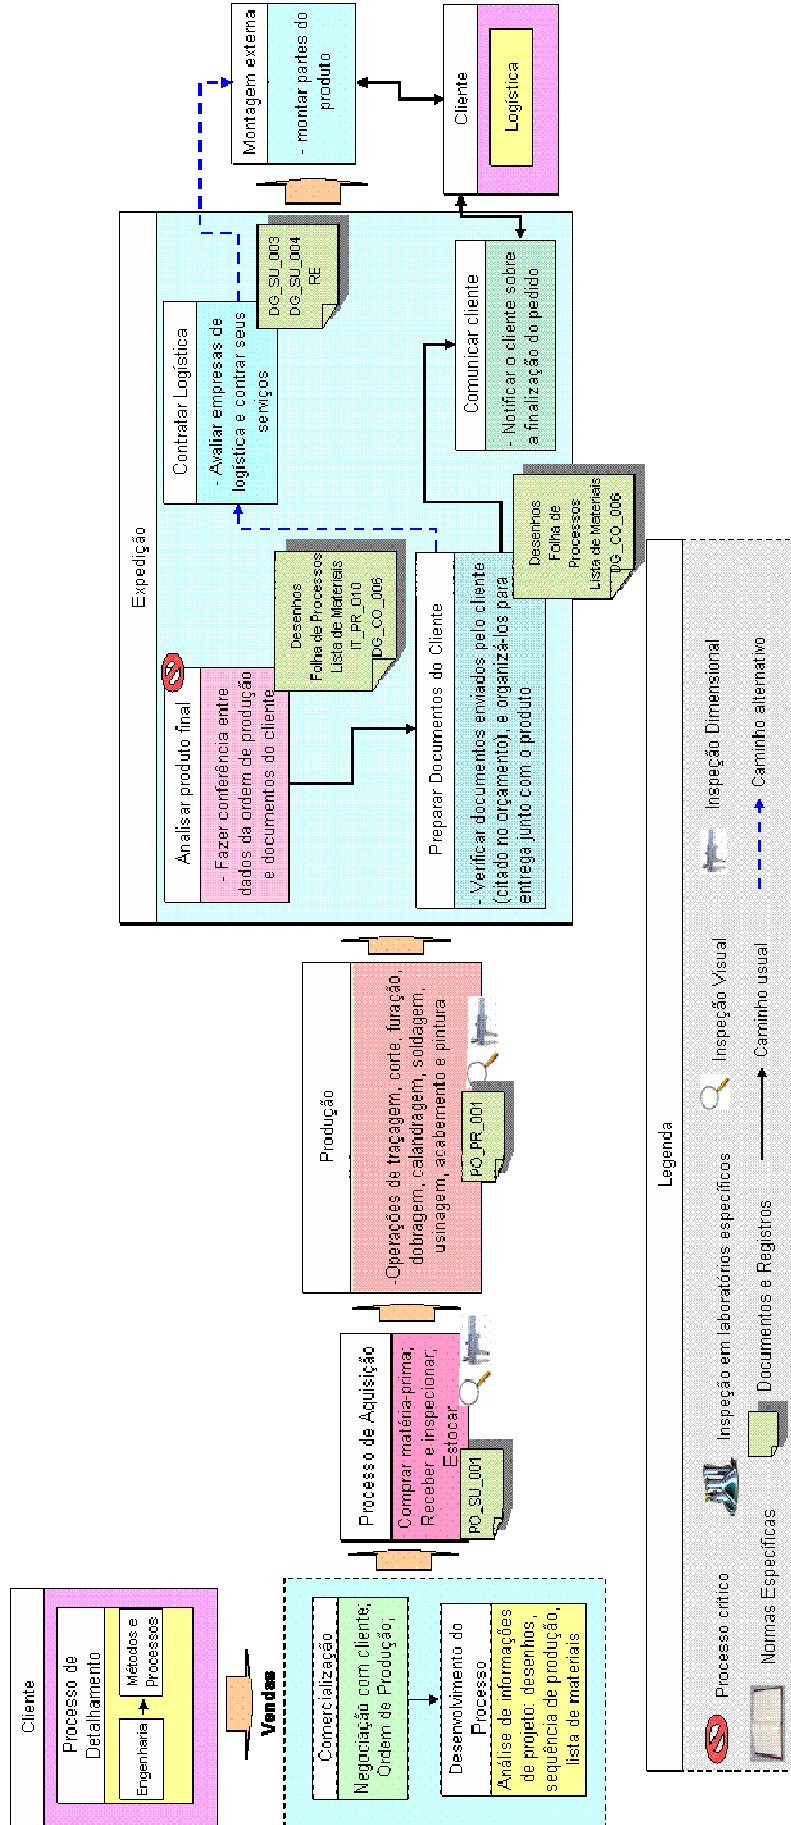 Cliente
Processo de
Detalhamento
Engenharia
Métodos e
Processos
Vendas
Comercialização
Negociação com cliente;
Ordem de Produção;
Desenvolvimento do
Processo
Análise de informações
de projeto: desenhos,
sequência de produção,
lista de materiais
Processo de Aquisição
Comprar matéria-prima;
Receber e inspecionar;
Estocar
PO_SU_001
Produção
-Operações de traçagem, corte, furação,
dobragem, calandragem, soldagem,
usinagem, acabamento e pintura
PO_PR_001
Expedição
Analisar produto final
- Fazer conferência entre
dados da ordem de produção
e documentos do cliente
Desenhos
Folha de Processos
Lista de Materiais
IT_PR_010
DG_CO_006
Preparar Documentos do Cliente
- Verificar documentos enviados pelo cliente
(citado no orçamento), e organizá-los para
entrega junto com o produto
Desenhos
Folha de
Processos
Lista de Materiais
DG_CO_006
Contratar Logística
- Avaliar empresas de
logística e contrar seus
serviços
DG_SU_003
DG_SU_004
RE
Comunicar cliente
- Notificar o cliente sobre
a finalização do pedido
Montagem externa
- montar partes do
produto
Cliente
Logística
Legenda
Processo crítico
Inspeção em laboratórios específicos
Inspeção Visual
Inspeção Dimensional
Normas Específicas
Documentos e Registros
Caminho usual
Caminho alternativo